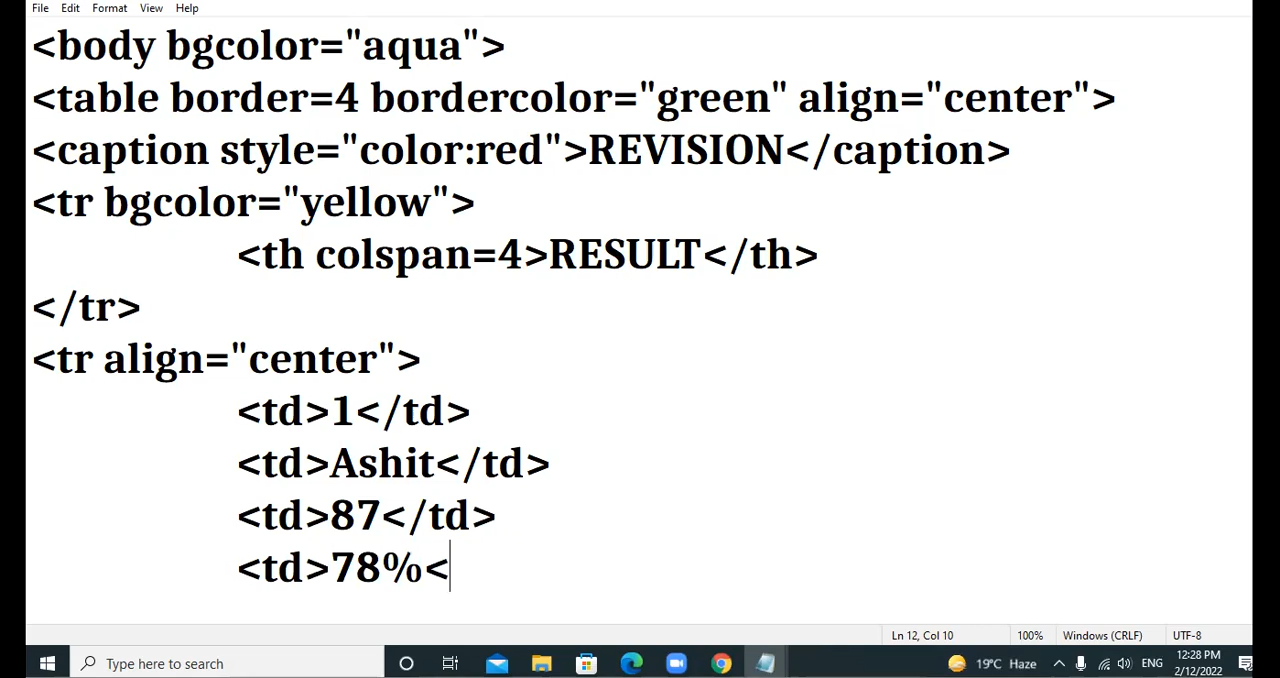 File Edit Format View Help
<body bgcolor="aqua">
<table border=4 bordercolor="green" align="center">
<caption style="color:red">REVISION</caption>
<tr bgcolor="yellow">
<th colspan=4>RESULT</th>
</tr>
<tr align="center">
<td>1</td>
<td>Ashit</td>
<td>87</td>
<td>78%<
Ln 12, Col 10 100% Windows (CRLF) UTF-8
Type here to search 19°C Haze ENG 12:28 PM
2/12/2022